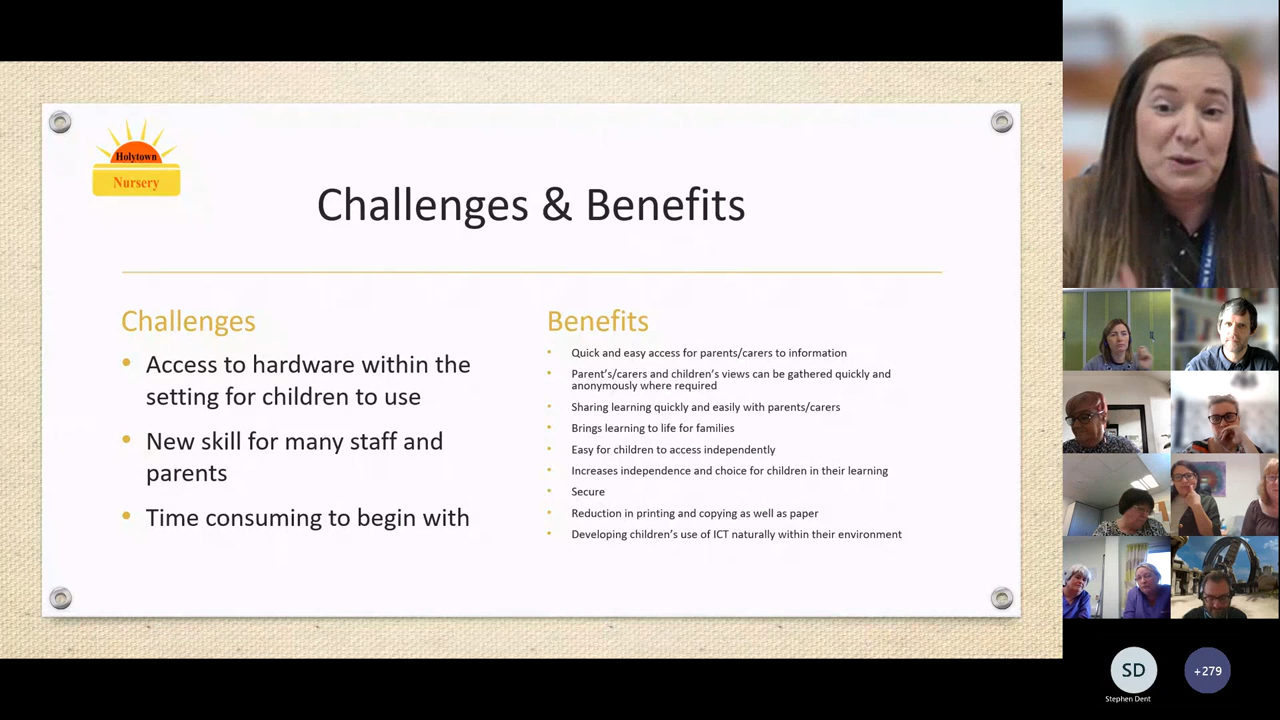 Holytown
Nursery
Challenges & Benefits
Challenges
• Access to hardware within the
setting for children to use
• New skill for many staff and
parents
• Time consuming to begin with
Benefits
• Quick and easy access for parents/carers to information
• Parent's/carers and children's views can be gathered quickly and
anonymously where required
• Sharing learning quickly and easily with parents/carers
• Brings learning to life for families
• Easy for children to access independently
• Increases independence and choice for children in their learning
• Secure
• Reduction in printing and copying as well as paper
• Developing children's use of ICT naturally within their environment
SD
Stephen Dent
+279